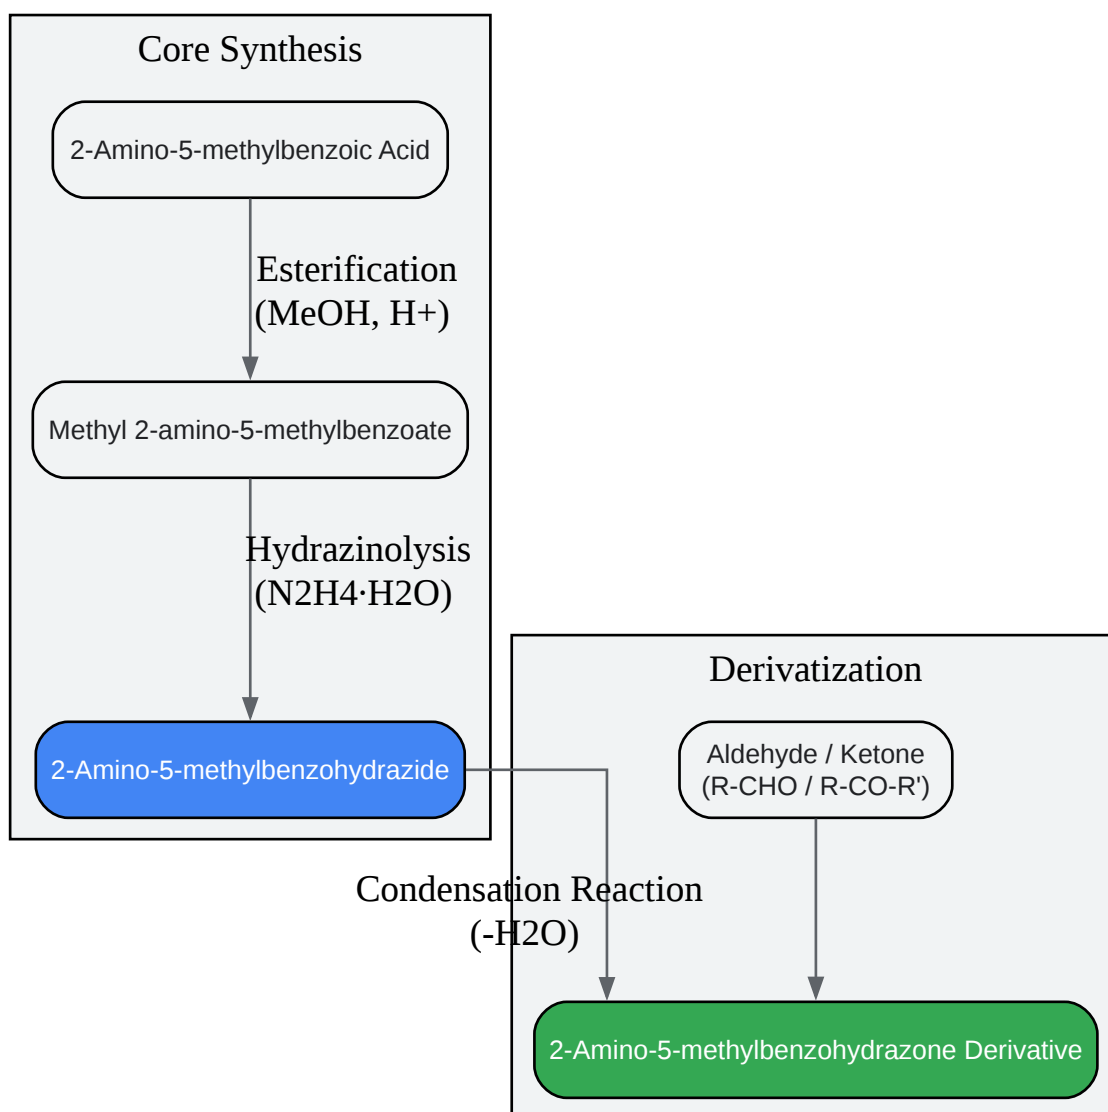 Core Synthesis
2-Amino-5-methylbenzoic Acid
Esterification
(MeOH, H+)
Methyl 2-amino-5-methylbenzoate
Hydrazinolysis
(N2H4·H2O)
2-Amino-5-methylbenzohydrazide
Derivatization
Aldehyde / Ketone
(R-CHO / R-CO-R')
Condensation Reaction
(-H2O)
2-Amino-5-methylbenzohydrazone Derivative